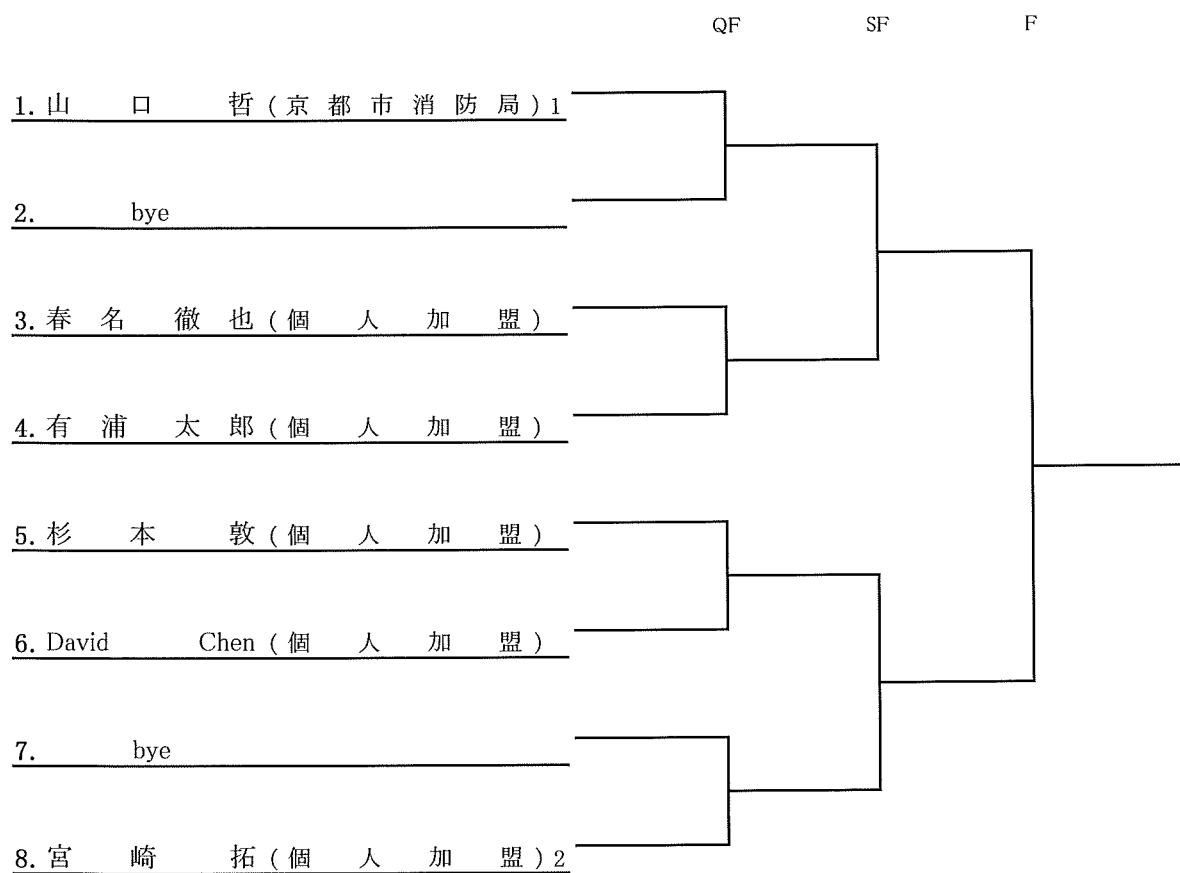 QF SF F
1. 山口 哲 (京都市消防局) 1
2. bye
3. 春名 徹也 (個人加盟)
4. 有浦 太郎 (個人加盟)
5. 杉本 敦 (個人加盟)
6. David Chen (個人加盟)
7. bye
8. 宮崎 拓 (個人加盟) 2